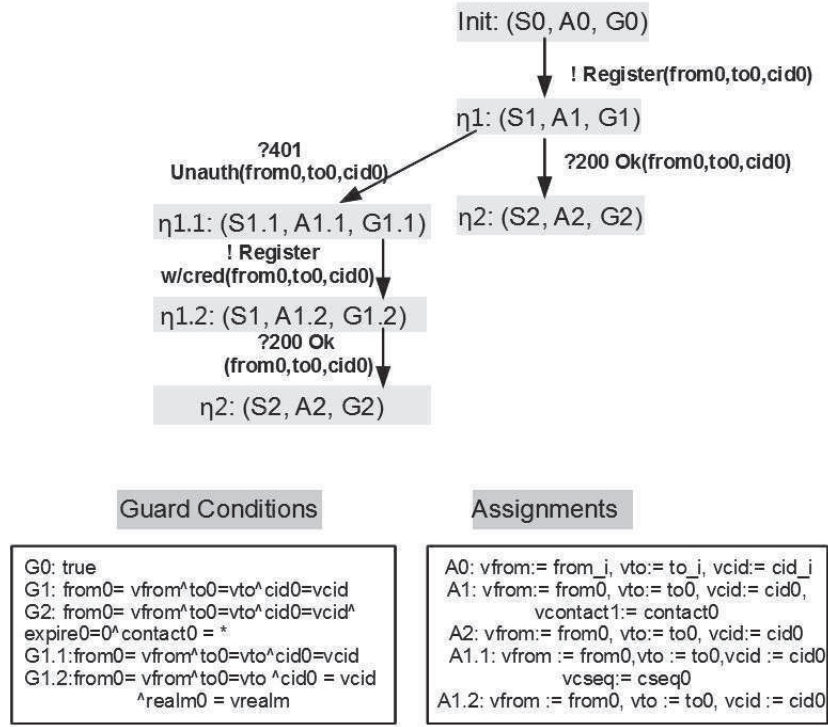 Init: (S0, A0, G0)
! Register(from0,to0,cid0)
η1: (S1, A1, G1)
?401
Unauth(from0,to0,cid0)
?200 Ok(from0,to0,cid0)
η1.1: (S1.1, A1.1, G1.1)
η2: (S2, A2, G2)
! Register
w/cred(from0,to0,cid0)
η1.2: (S1, A1.2, G1.2)
?200 Ok
(from0,to0,cid0)
η2: (S2, A2, G2)
Guard Conditions
G0: true
G1: from0= vfrom^to0=vto^cid0=vcid
G2: from0= vfrom^to0=vto^cid0=vcid^
expire0=0^contact0 = *
G1.1:from0= vfrom^to0=vto^cid0=vcid
G1.2:from0= vfrom^to0=vto ^cid0 = vcid
^realm0 = vrealm
Assignments
A0: vfrom:= from_i, vto:= to_i, vcid:= cid_i
A1: vfrom:= from0, vto:= to0, vcid:= cid0,
vcontact1:= contact0
A2: vfrom:= from0, vto:= to0, vcid:= cid0
A1.1: vfrom := from0,vto := to0,vcid := cid0
vcseq:= cseq0
A1.2: vfrom := from0, vto := to0, vcid := cid0